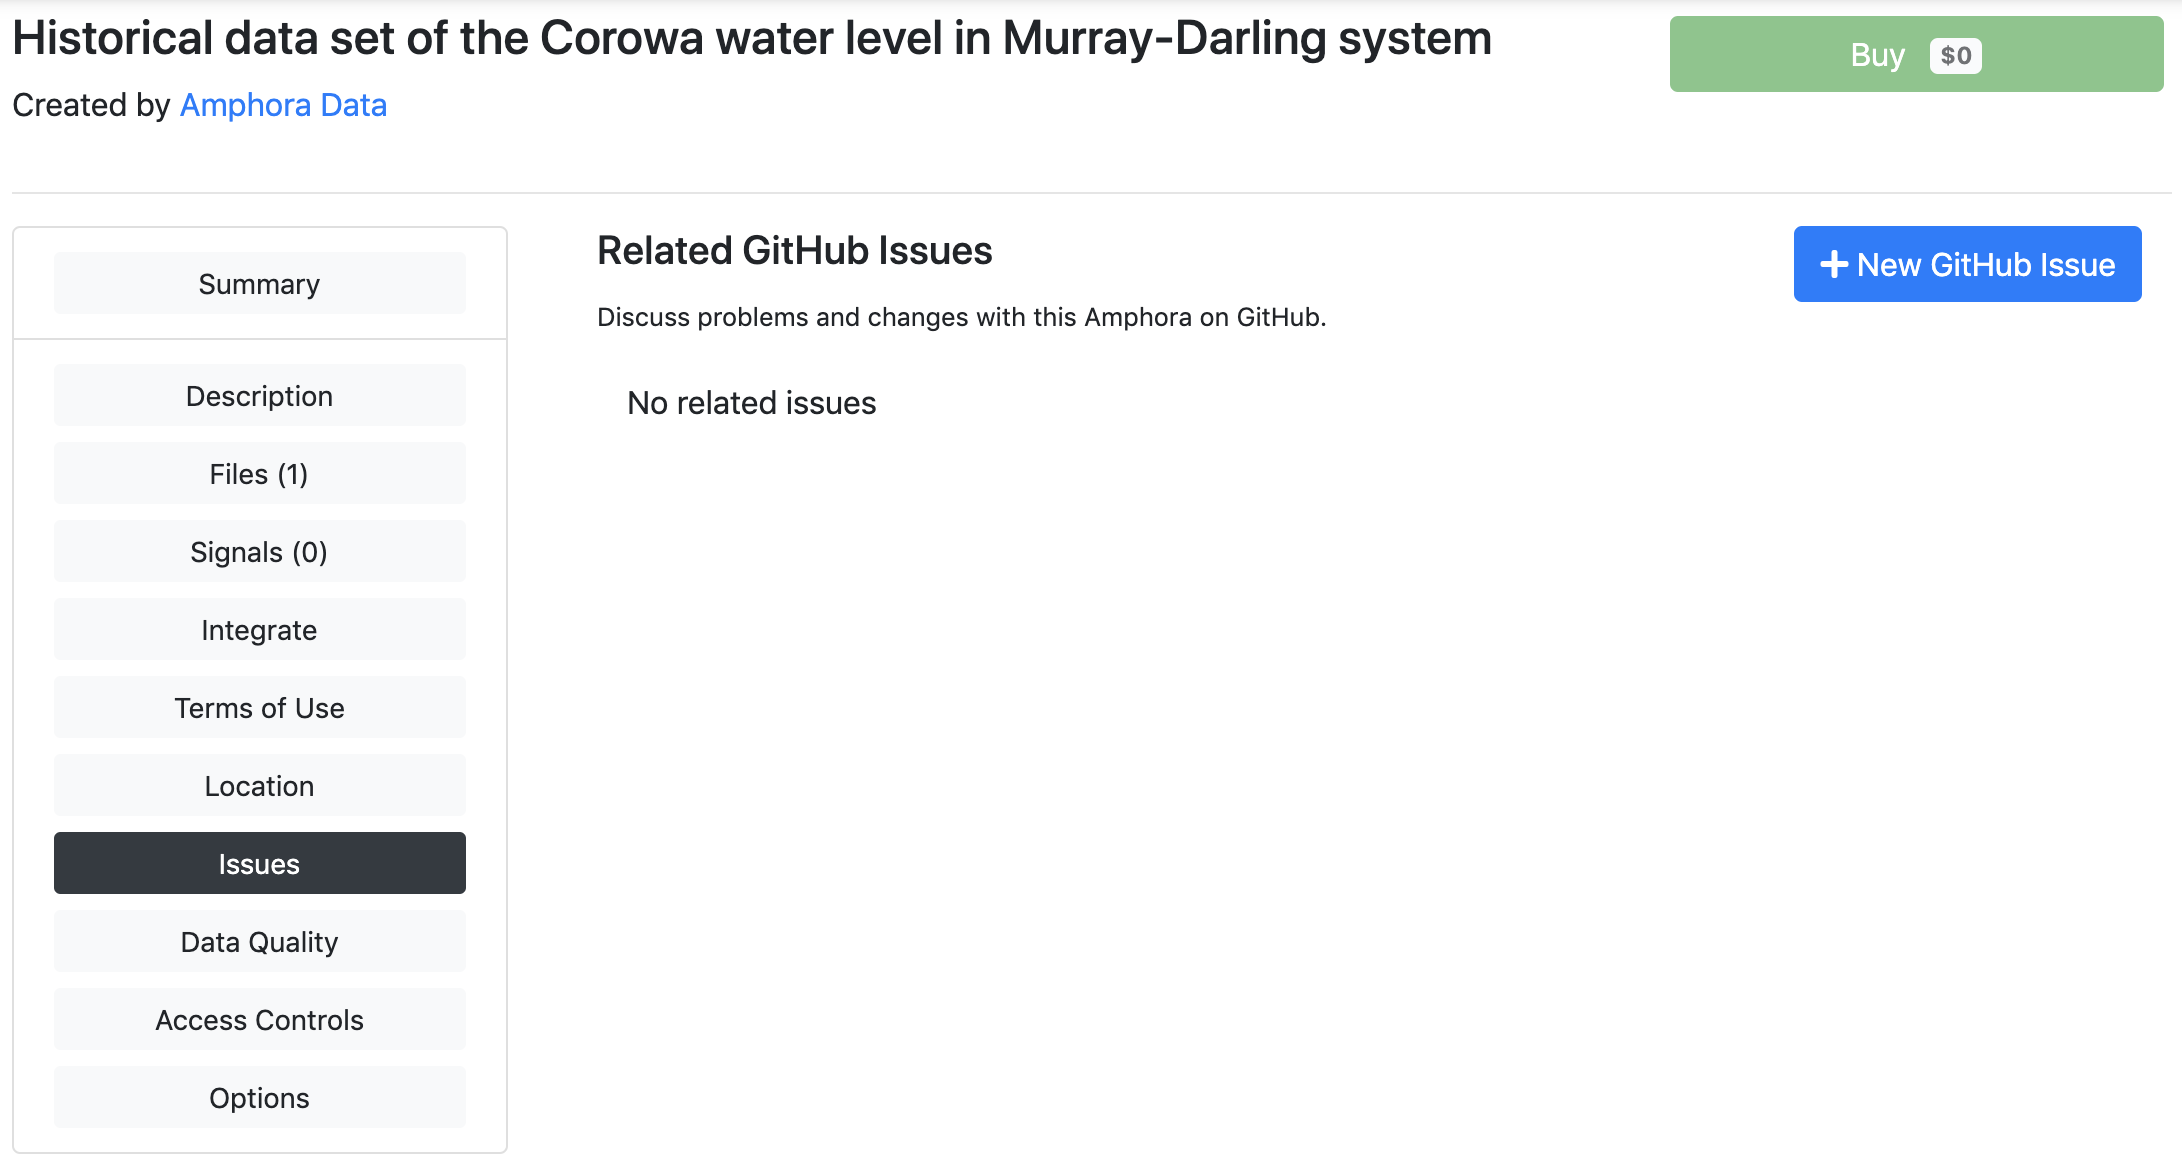 Historical data set of the Corowa water level in Murray-Darling system
Buy $0
Created by Amphora Data
Summary
Description
Files (1)
Signals (0)
Integrate
Terms of Use
Location
Issues
Data Quality
Access Controls
Options
Related GitHub Issues
New GitHub Issue
Discuss problems and changes with this Amphora on GitHub.
No related issues